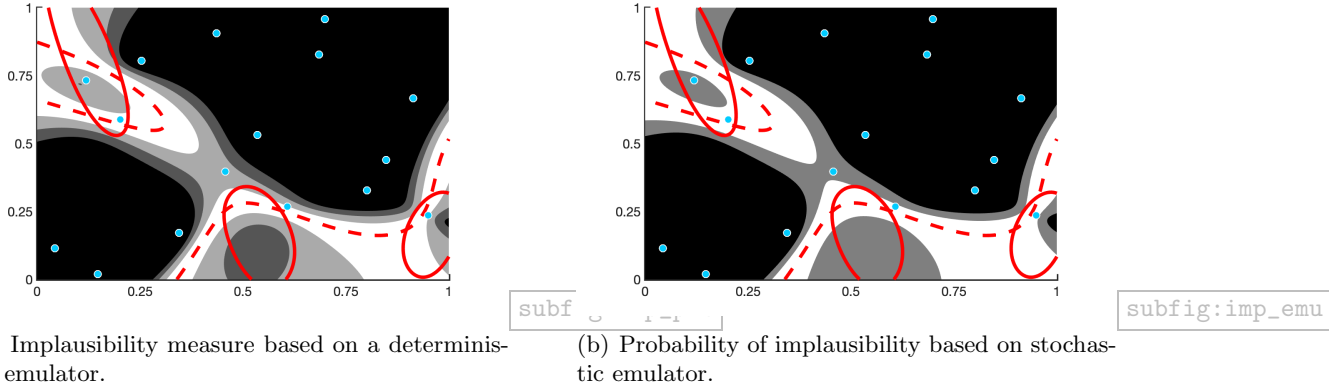 1
0.75
0.5
0.25
0
0 0.25 0.5 0.75 1
1
0.75
0.5
0.25
0
0 0.25 0.5 0.75 1
subf
subfig:imp_emu
Implausibility measure based on a determinis-
emulator.
(b) Probability of implausibility based on stochas-
tic emulator.